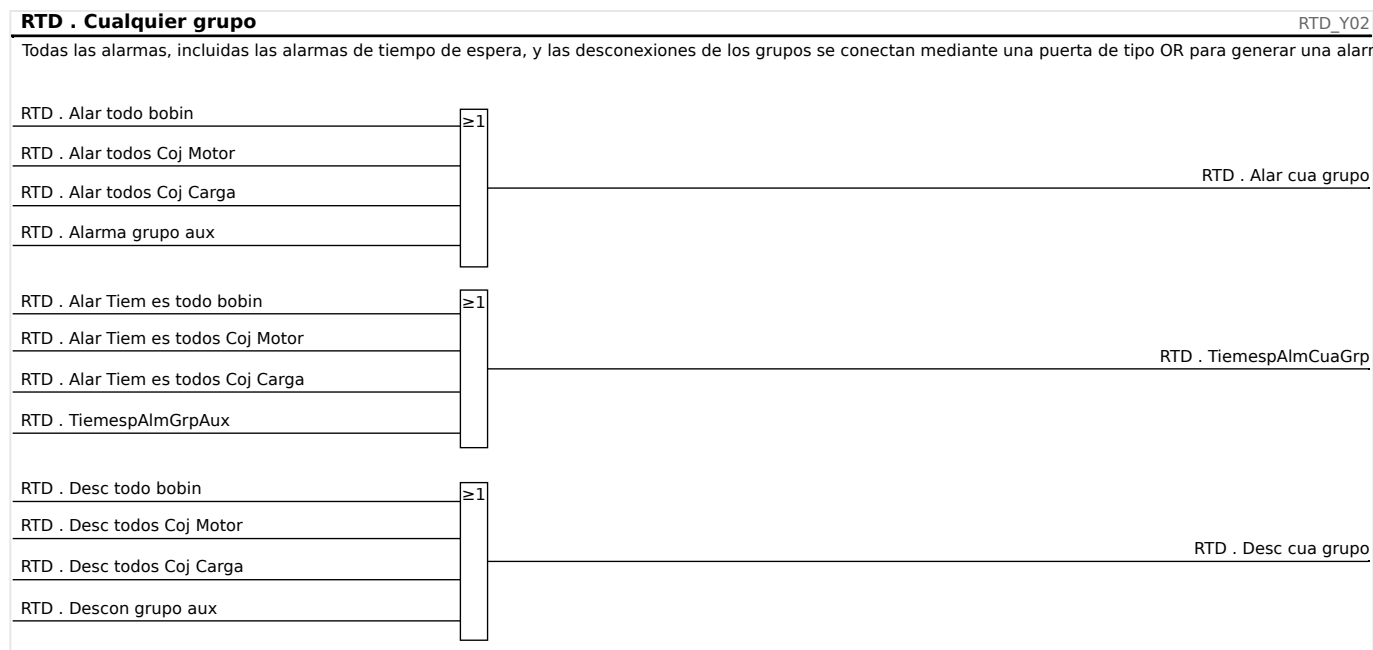 RTD . Cualquier grupo
RTD_Y02
Todas las alarmas, incluidas las alarmas de tiempo de espera, y las desconexiones de los grupos se conectan mediante una puerta de tipo OR para generar una
RTD . Alar todo bobin
≥1
RTD . Alar todos Coj Motor
RTD . Alar cua grupo
RTD . Alar todos Coj Carga
RTD . Alarma grupo aux
RTD . Alar Tiem es todo bobin
≥1
RTD . Alar Tiem es todos Coj Motor
RTD . TiemespAlmCuaGrp
RTD . Alar Tiem es todos Coj Carga
RTD . TiemespAlmGrpAux
RTD . Desc todo bobin
≥1
RTD . Desc todos Coj Motor
RTD . Desc cua grupo
RTD . Desc todos Coj Carga
RTD . Descon grupo aux